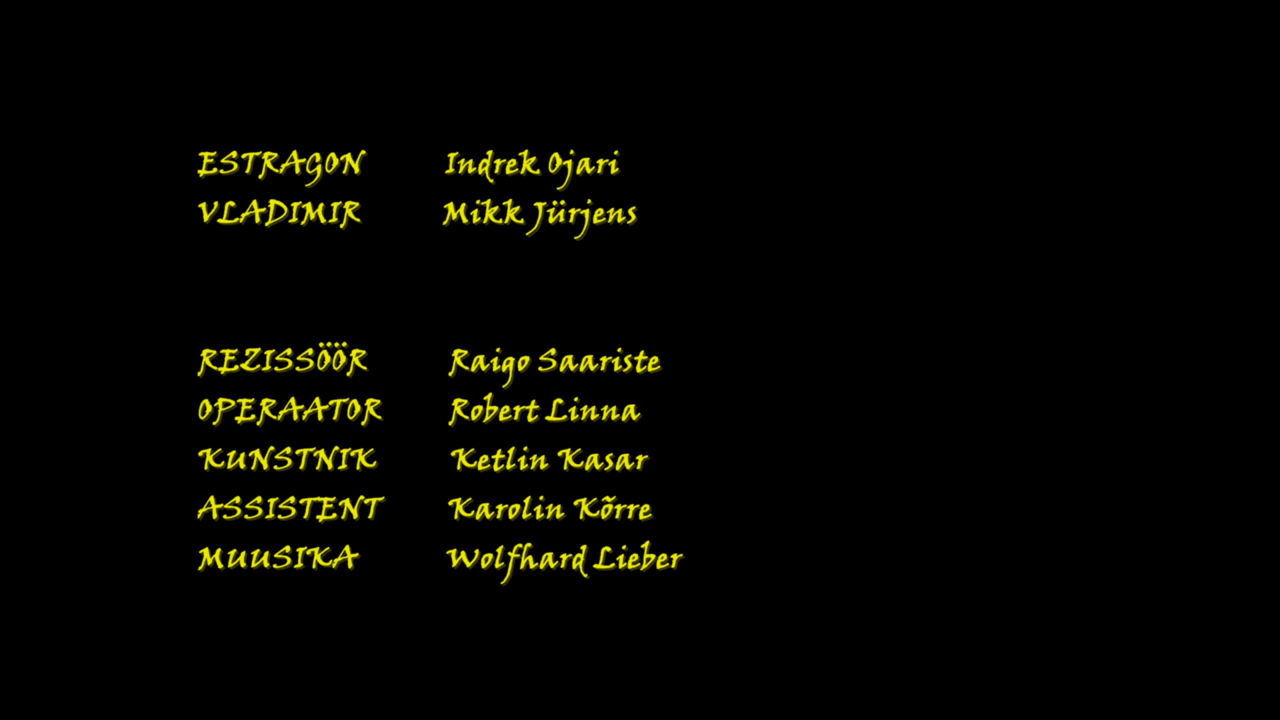 ESTRAGON Indrek Ojari
VLADIMIR Mikk Jürjens
REZISSÖÖR Raigo Saariste
OPERAATOR Robert Linna
KUNSTNIK Ketlin Kasar
ASSISTENT Karolin Kõrre
MUUSIKA Wolfhard Lieber